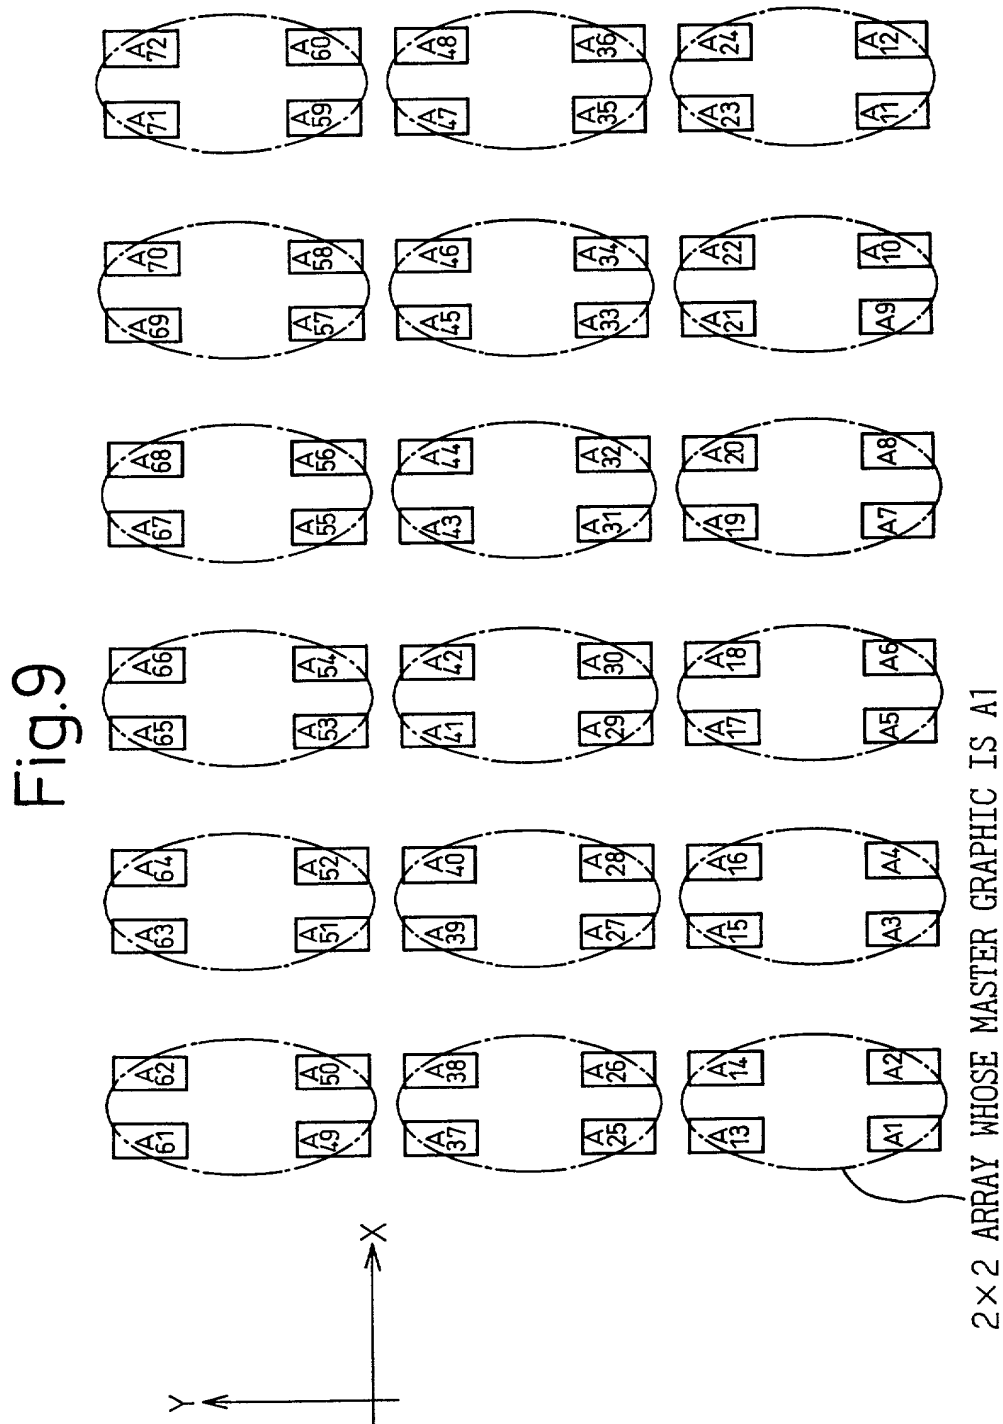 Fig.9
Y
X
A61 A62 A63 A64 A65 A66 A67 A68 A69 A70 A71 A72
A49 A50 A51 A52 A53 A54 A55 A56 A57 A58 A59 A60
A37 A38 A39 A40 A41 A42 A43 A44 A45 A46 A47 A48
A25 A26 A27 A28 A29 A30 A31 A32 A33 A34 A35 A36
A13 A14 A15 A16 A17 A18 A19 A20 A21 A22 A23 A24
A1 A2 A3 A4 A5 A6 A7 A8 A9 A10 A11 A12
2×2 ARRAY WHOSE MASTER GRAPHIC IS A1